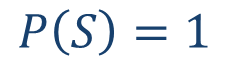 P(S) = 1